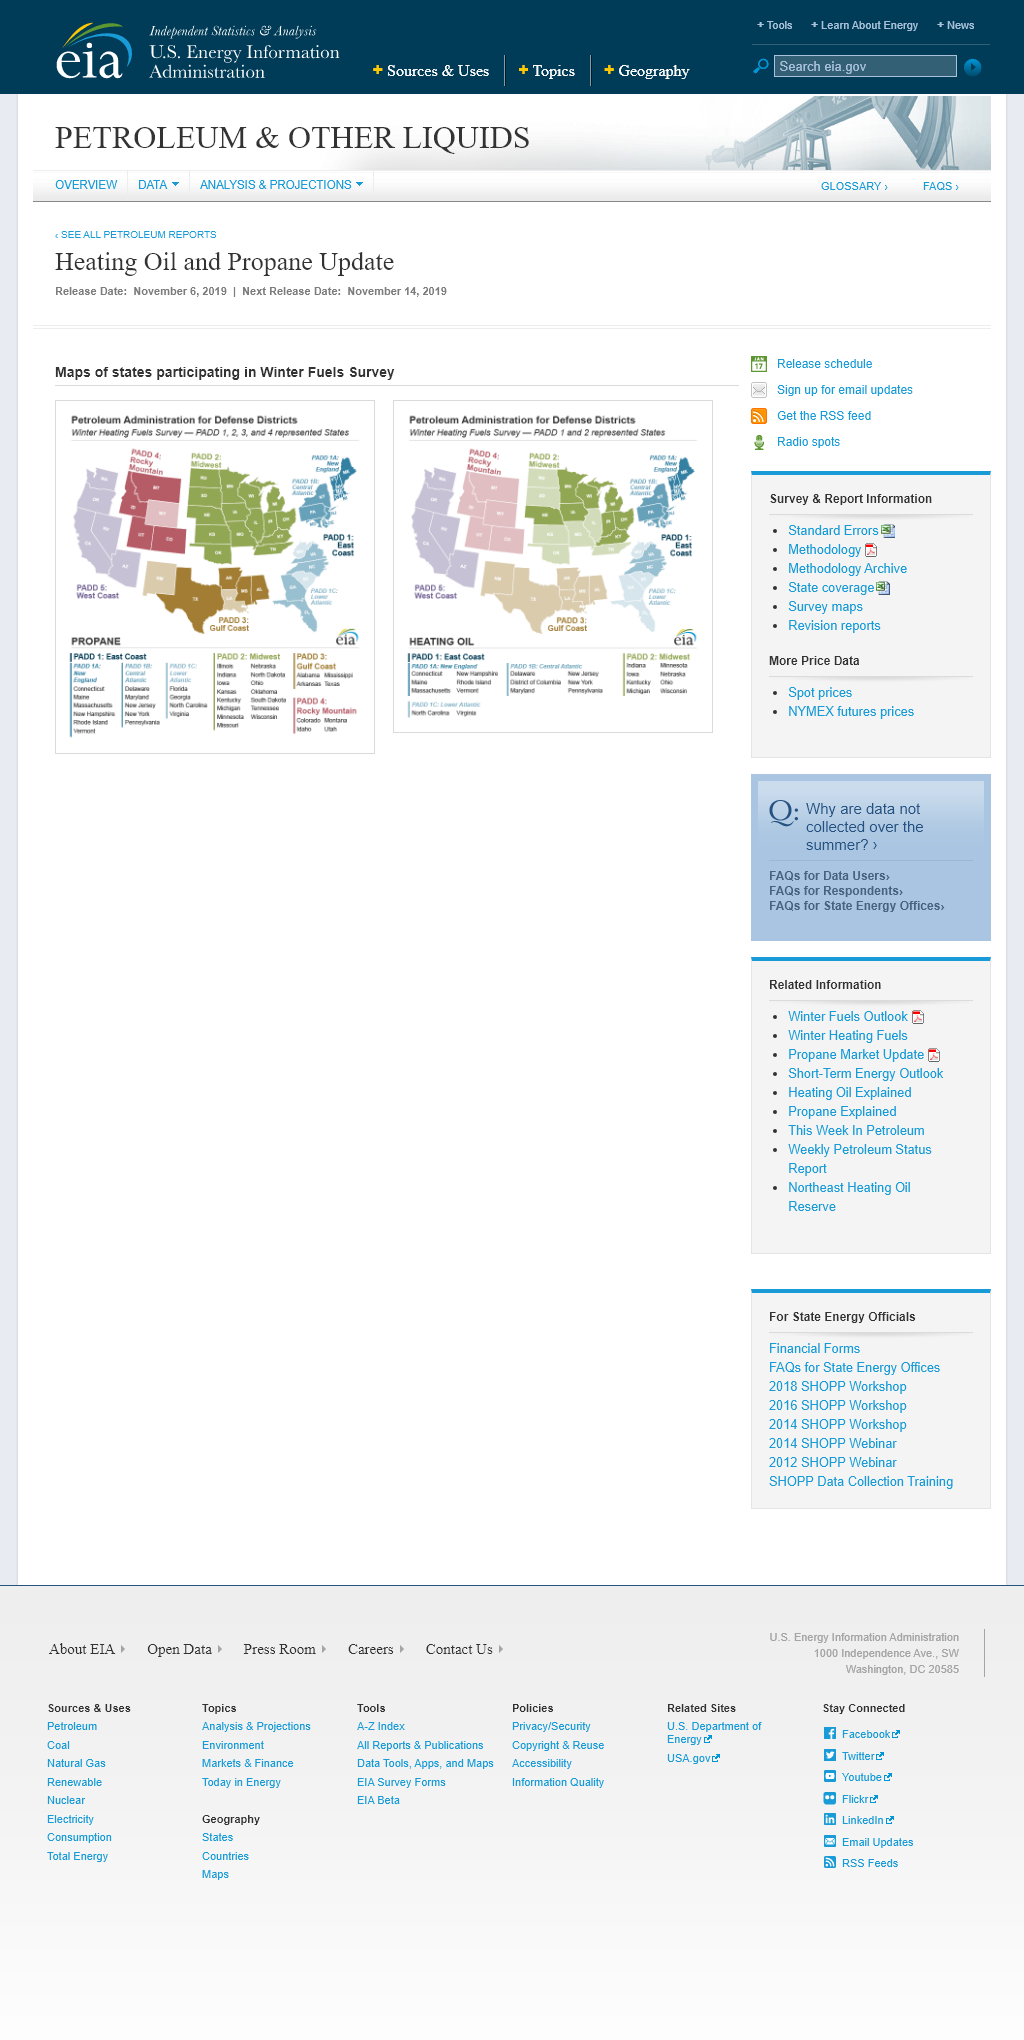 Independent Statistics & Analysis
eia U.S. Energy Information
Administration
+ Tools + Learn About Energy + News
+ Sources & Uses + Topics + Geography
Search eia.gov
PETROLEUM & OTHER LIQUIDS
OVERVIEW DATA ANALYSIS & PROJECTIONS GLOSSARY › FAQS ›
‹ SEE ALL PETROLEUM REPORTS
Heating Oil and Propane Update
Release Date: November 6, 2019 | Next Release Date: November 14, 2019
Maps of states participating in Winter Fuels Survey
Petroleum Administration for Defense Districts
Winter Heating Fuels Survey — PADD 1, 2, 3, and 4 represented States
PADD 4:
Rocky
Mountain
PADD 2:
Midwest
PADD 1A:
New
England
PADD 1B:
Central
Atlantic
PADD 1:
East
Coast
PADD 5:
West Coast
PADD 1C:
Lower
Atlantic
PADD 3:
Gulf Coast
PROPANE
eia
PADD 1: East Coast
PADD 1A:
New
England
Connecticut
Maine
Massachusetts
New Hampshire
Rhode Island
Vermont
PADD 1B:
Central
Atlantic
Delaware
Maryland
New Jersey
New York
Pennsylvania
PADD 1C:
Lower
Atlantic
Florida
Georgia
North Carolina
Virginia
PADD 2: Midwest
Illinois Nebraska
Indiana North Dakota
Iowa Ohio
Kansas Oklahoma
Kentucky South Dakota
Michigan Tennessee
Minnesota Wisconsin
Missouri
PADD 3:
Gulf Coast
Alabama Mississippi
Arkansas Texas
PADD 4:
Rocky Mountain
Colorado Montana
Idaho Utah
Petroleum Administration for Defense Districts
Winter Heating Fuels Survey — PADD 1 and 2 represented States
PADD 4:
Rocky
Mountain
PADD 2:
Midwest
PADD 1A:
New
England
PADD 1B:
Central
Atlantic
PADD 1:
East
Coast
PADD 5:
West Coast
PADD 1C:
Lower
Atlantic
PADD 3:
Gulf Coast
HEATING OIL
eia
PADD 1: East Coast
PADD 1A: New England
Connecticut New Hampshire
Maine Rhode Island
Massachusetts Vermont
PADD 1B: Central Atlantic
Delaware New Jersey
District of Columbia New York
Maryland Pennsylvania
PADD 1C: Lower Atlantic
North Carolina Virginia
PADD 2: Midwest
Indiana Minnesota
Iowa Nebraska
Kentucky Ohio
Michigan Wisconsin
Release schedule
Sign up for email updates
Get the RSS feed
Radio spots
Survey & Report Information
Standard Errors
Methodology
Methodology Archive
State coverage
Survey maps
Revision reports
More Price Data
Spot prices
NYMEX futures prices
Q: Why are data not
collected over the
summer? ›
FAQs for Data Users›
FAQs for Respondents›
FAQs for State Energy Offices›
Related Information
Winter Fuels Outlook
Winter Heating Fuels
Propane Market Update
Short-Term Energy Outlook
Heating Oil Explained
Propane Explained
This Week In Petroleum
Weekly Petroleum Status
Report
Northeast Heating Oil
Reserve
For State Energy Officials
Financial Forms
FAQs for State Energy Offices
2018 SHOPP Workshop
2016 SHOPP Workshop
2014 SHOPP Workshop
2014 SHOPP Webinar
2012 SHOPP Webinar
SHOPP Data Collection Training
About EIA Open Data Press Room Careers Contact Us
U.S. Energy Information Administration
1000 Independence Ave., SW
Washington, DC 20585
Sources & Uses
Petroleum
Coal
Natural Gas
Renewable
Nuclear
Electricity
Consumption
Total Energy
Topics
Analysis & Projections
Environment
Markets & Finance
Today in Energy
Geography
States
Countries
Maps
Tools
A-Z Index
All Reports & Publications
Data Tools, Apps, and Maps
EIA Survey Forms
EIA Beta
Policies
Privacy/Security
Copyright & Reuse
Accessibility
Information Quality
Related Sites
U.S. Department of
Energy
USA.gov
Stay Connected
Facebook
Twitter
Youtube
Flickr
LinkedIn
Email Updates
RSS Feeds